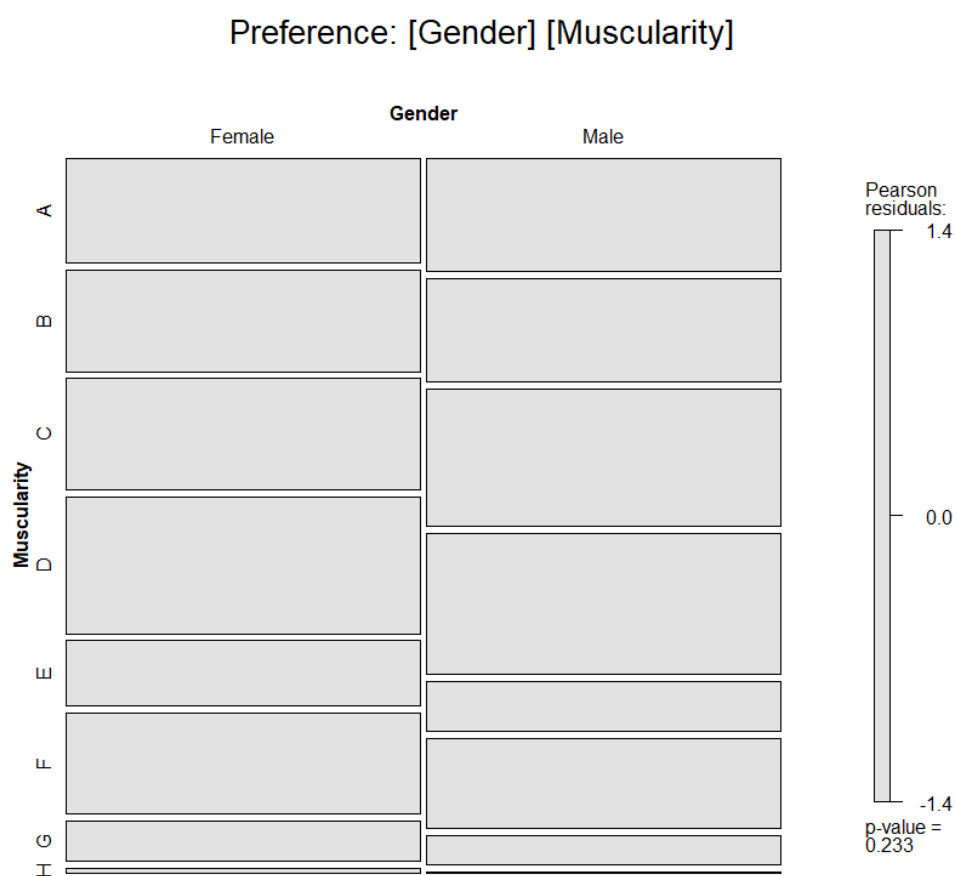 Preference: [Gender] [Muscularity]
Gender
Female
Male
Muscularity
A
B
C
D
E
F
G
H
Pearson
residuals:
1.4
0.0
-1.4
p-value =
0.233